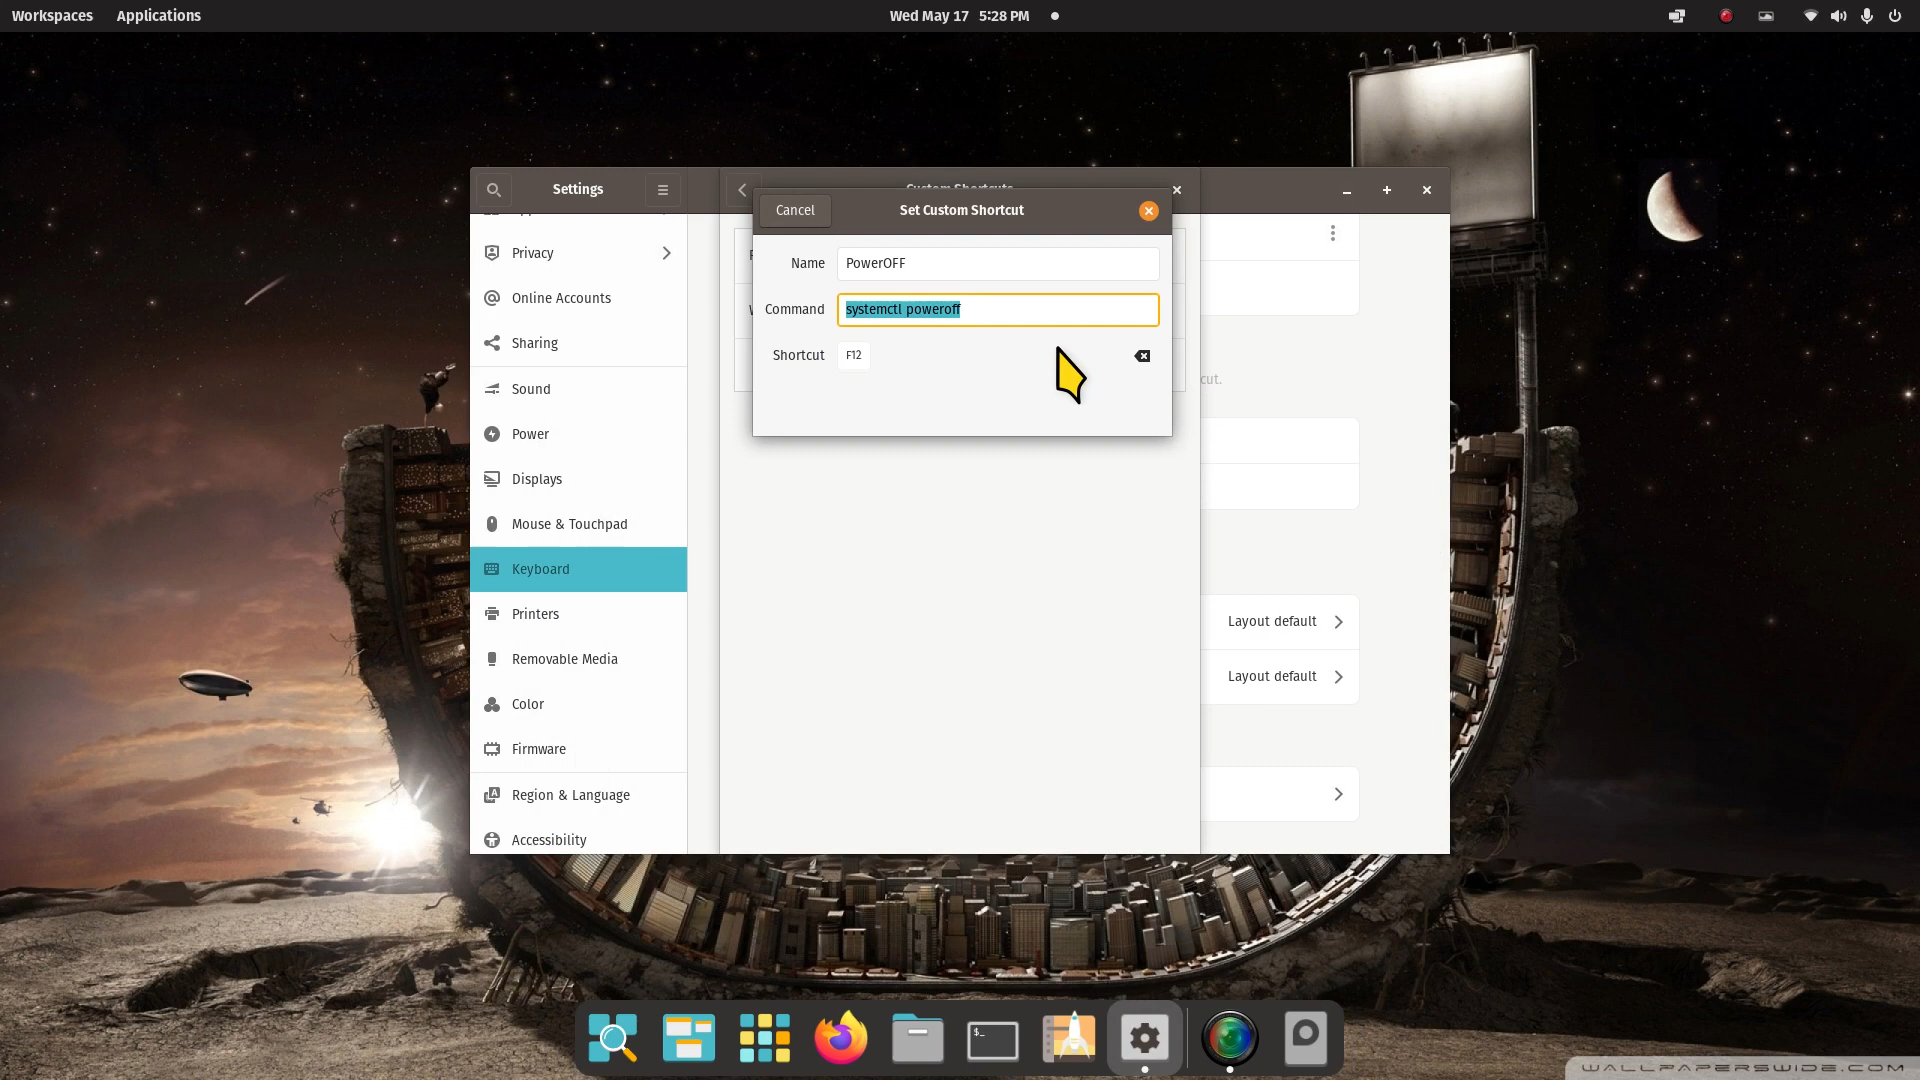 Workspaces Applications Wed May 17 5:28 PM
Settings
Custom Shortcuts
Cancel Set Custom Shortcut
Name PowerOFF
Command systemctl poweroff
Shortcut F12
cut.
Privacy
Online Accounts
Sharing
Sound
Power
Displays
Mouse & Touchpad
Keyboard
Printers
Removable Media
Color
Firmware
Region & Language
Accessibility
Layout default
Layout default
$_
WALLPAPERSWIDE.COM